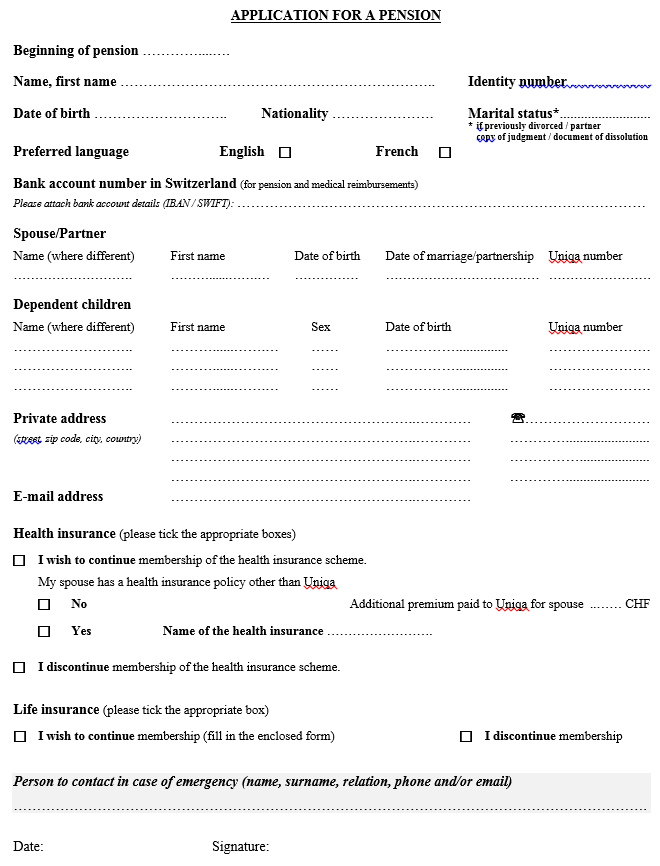 APPLICATION FOR A PENSION
Beginning of pension ………………….
Name, first name ………………………………………………………………….. Identity number......................
Date of birth ………………………….. Nationality ……………………. Marital status*........................
* if previously divorced / partner
copy of judgment / document of dissolution
Preferred language English ☐ French ☐
Bank account number in Switzerland (for pension and medical reimbursements)
Please attach bank account details (IBAN / SWIFT): ……………………………………………………………………………………
Spouse/Partner
Name (where different) First name Date of birth Date of marriage/partnership Uniqa number
……………………….. …………................. ……………. ………………………………. …………………….
Dependent children
Name (where different) First name Sex Date of birth Uniqa number
……………………….. …………………….. …… ………………............. …………………….
……………………….. …………………….. …… ………………............. …………………….
……………………….. …………………….. …… ………………............. …………………….
Private address ……………………………………………………………… ☎……………………….
(street, zip code, city, country) ……………………………………………………………… ……………………….
……………………………………………………………… ……………………….
……………………………………………………………… ……………………….
E-mail address ………………………………………………………………
Health insurance (please tick the appropriate boxes)
☐ I wish to continue membership of the health insurance scheme.
My spouse has a health insurance policy other than Uniqa
☐ No Additional premium paid to Uniqa for spouse ..……. CHF
☐ Yes Name of the health insurance …………………….
☐ I discontinue membership of the health insurance scheme.
Life insurance (please tick the appropriate box)
☐ I wish to continue membership (fill in the enclosed form) ☐ I discontinue membership
Person to contact in case of emergency (name, surname, relation, phone and/or email)
…………………………………………………………………………………………………………………………………………
Date: Signature: